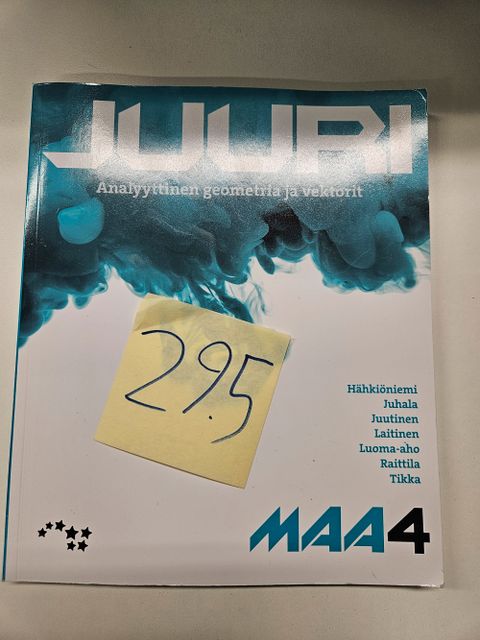 JUURI
Analyyttinen geometria ja vektorit
29.5
Hähkiöniemi
Juhala
Juutinen
Laitinen
Luoma-aho
Raittila
Tikka
MAA4